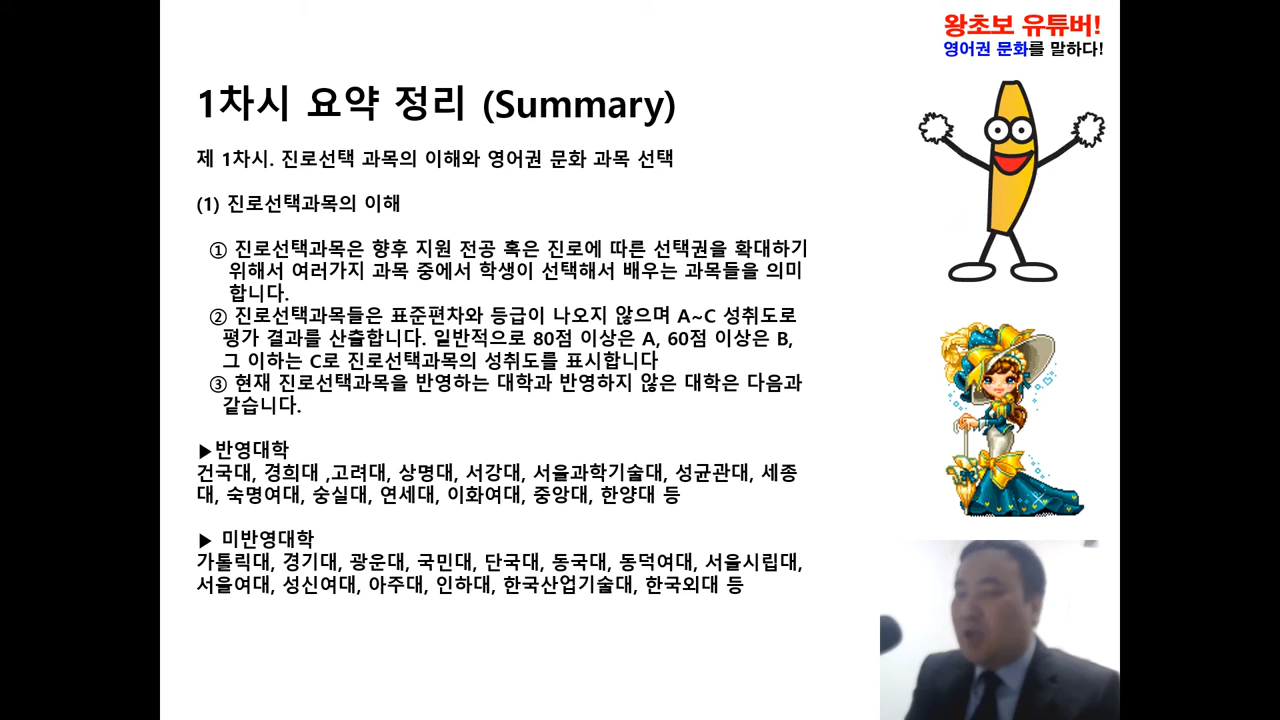 왕초보 유튜버!
영어권 문화를 말하다!
1차시 요약 정리 (Summary)
제 1차시. 진로선택 과목의 이해와 영어권 문화 과목 선택
(1) 진로선택과목의 이해
① 진로선택과목은 향후 지원 전공 혹은 진로에 따른 선택권을 확대하기
위해서 여러가지 과목 중에서 학생이 선택해서 배우는 과목들을 의미
합니다.
② 진로선택과목들은 표준편차와 등급이 나오지 않으며 A~C 성취도로
평가 결과를 산출합니다. 일반적으로 80점 이상은 A, 60점 이상은 B,
그 이하는 C로 진로선택과목의 성취도를 표시합니다
③ 현재 진로선택과목을 반영하는 대학과 반영하지 않은 대학은 다음과
같습니다.
▶반영대학
건국대, 경희대 ,고려대, 상명대, 서강대, 서울과학기술대, 성균관대, 세종
대, 숙명여대, 숭실대, 연세대, 이화여대, 중앙대, 한양대 등
▶ 미반영대학
가톨릭대, 경기대, 광운대, 국민대, 단국대, 동국대, 동덕여대, 서울시립대,
서울여대, 성신여대, 아주대, 인하대, 한국산업기술대, 한국외대 등